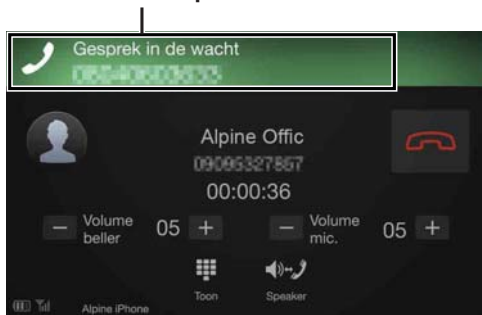 Gesprek in de wacht
Alpine Offic
00:00:36
Volume beller 05
Volume mic. 05
Toon
Speaker
Alpine iPhone